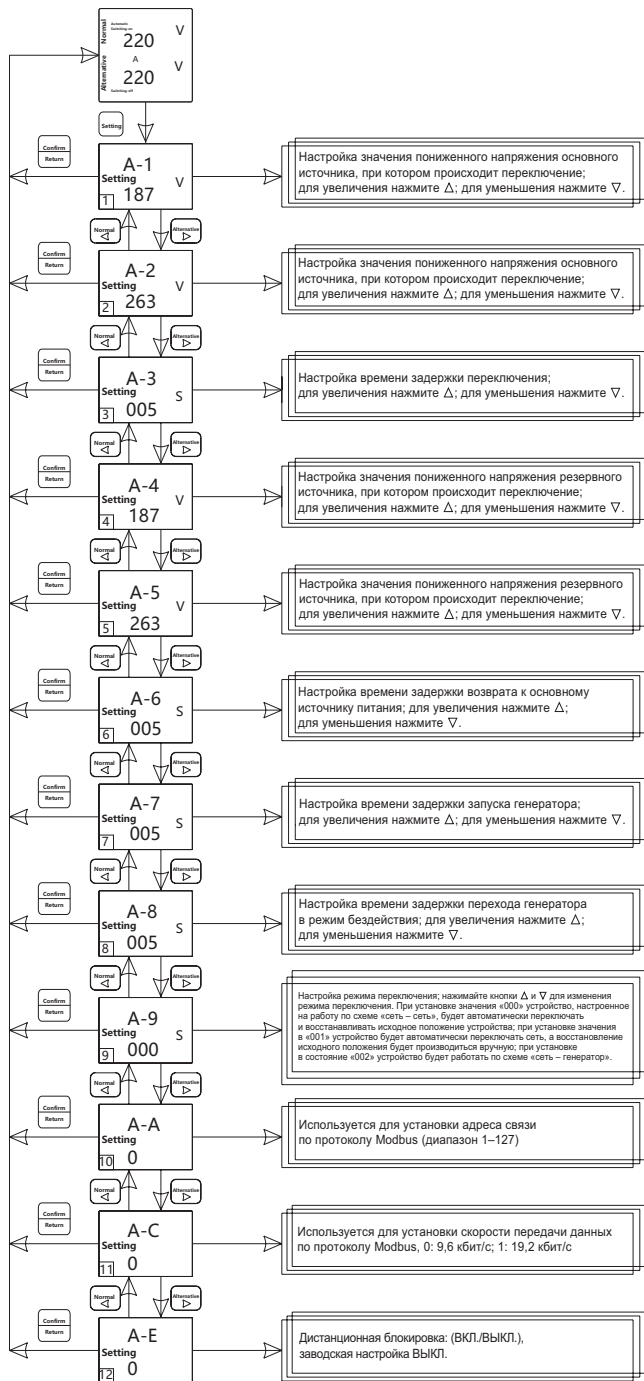 Normal
Alternative
Automatic
Switching-on
220 V
A
220 V
Switching-off
Setting
Confirm
Return
A-1
Setting
1 187 V
Настройка значения пониженного напряжения основного
источника, при котором происходит переключение;
для увеличения нажмите △; для уменьшения нажмите ▽.
Normal
Alternative
Confirm
Return
A-2
Setting
2 263 V
Настройка значения пониженного напряжения основного
источника, при котором происходит переключение;
для увеличения нажмите △; для уменьшения нажмите ▽.
Normal
Alternative
Confirm
Return
A-3
Setting
3 005 S
Настройка времени задержки переключения;
для увеличения нажмите △; для уменьшения нажмите ▽.
Normal
Alternative
Confirm
Return
A-4
Setting
4 187 V
Настройка значения пониженного напряжения резервного
источника, при котором происходит переключение;
для увеличения нажмите △; для уменьшения нажмите ▽.
Normal
Alternative
Confirm
Return
A-5
Setting
5 263 V
Настройка значения пониженного напряжения резервного
источника, при котором происходит переключение;
для увеличения нажмите △; для уменьшения нажмите ▽.
Normal
Alternative
Confirm
Return
A-6
Setting
6 005 S
Настройка времени задержки возврата к основному
источнику питания; для увеличения нажмите △;
для уменьшения нажмите ▽.
Normal
Alternative
Confirm
Return
A-7
Setting
7 005 S
Настройка времени задержки запуска генератора;
для увеличения нажмите △; для уменьшения нажмите ▽.
Normal
Alternative
Confirm
Return
A-8
Setting
8 005 S
Настройка времени задержки перехода генератора
в режим бездействия; для увеличения нажмите △;
для уменьшения нажмите ▽.
Normal
Alternative
Confirm
Return
A-9
Setting
9 000 S
Настройка режима переключения; нажимайте кнопки △ и ▽ для изменения
режима переключения. При установке значения «000» устройство, настроенное
на работу по схеме «сеть – сеть», будет автоматически переключать
и восстанавливать исходное положение устройства; при установке значения
в «001» устройство будет автоматически переключать сеть, а восстановление
исходного положения будет производиться вручную; при установке
в состояние «002» устройство будет работать по схеме «сеть – генератор».
Normal
Alternative
Confirm
Return
A-A
Setting
10 0
Используется для установки адреса связи
по протоколу Modbus (диапазон 1–127)
Normal
Alternative
Confirm
Return
A-C
Setting
11 0
Используется для установки скорости передачи данных
по протоколу Modbus, 0: 9,6 кбит/с; 1: 19,2 кбит/с
Normal
Alternative
Confirm
Return
A-E
Setting
12 0
Дистанционная блокировка: (ВКЛ./ВЫКЛ.),
заводская настройка ВЫКЛ.